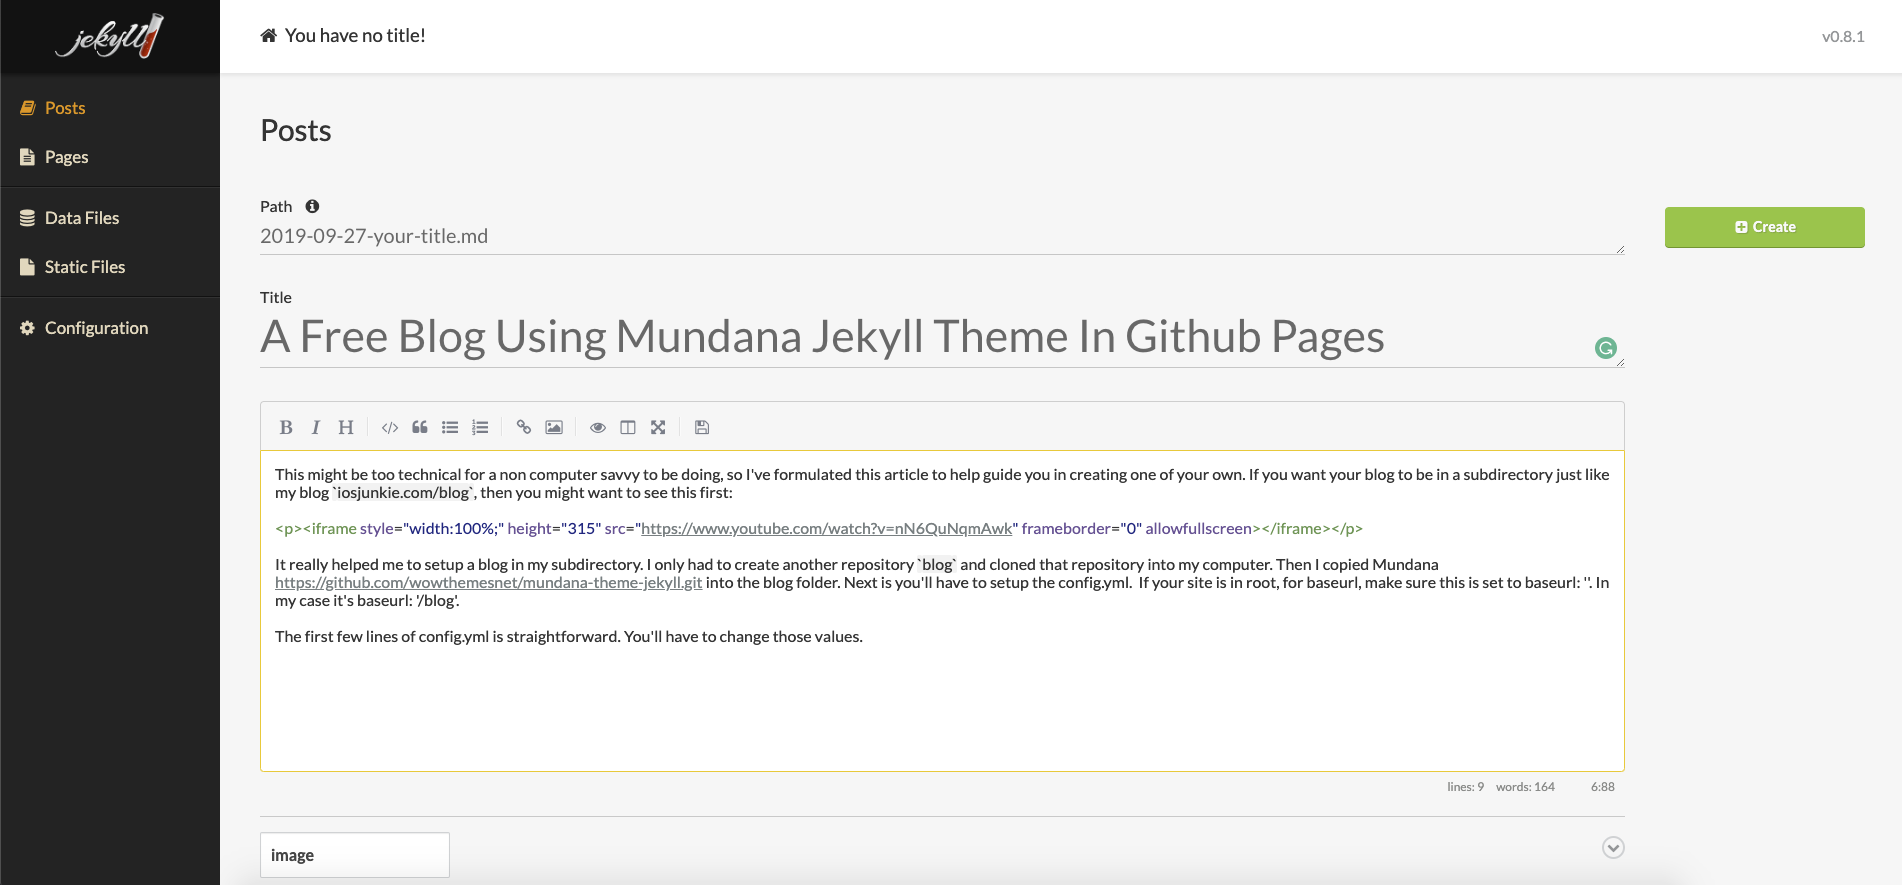 jekyll
You have no title!
v0.8.1
Posts
Pages
Data Files
Static Files
Configuration
Posts
Path
2019-09-27-your-title.md
Create
Title
A Free Blog Using Mundana Jekyll Theme In Github Pages
B I H
This might be too technical for a non computer savvy to be doing, so I've formulated this article to help guide you in creating one of your own. If you want your blog to be in a subdirectory just like
my blog `iosjunkie.com/blog`, then you might want to see this first:
<p><iframe style="width:100%;" height="315" src="https://www.youtube.com/watch?v=nN6QuNqmAwk" frameborder="0" allowfullscreen></iframe></p>
It really helped me to setup a blog in my subdirectory. I only had to create another repository `blog` and cloned that repository into my computer. Then I copied Mundana
https://github.com/wowthemesnet/mundana-theme-jekyll.git into the blog folder. Next is you'll have to setup the config.yml.  If your site is in root, for baseurl, make sure this is set to baseurl: ''. In
my case it's baseurl: '/blog'.
The first few lines of config.yml is straightforward. You'll have to change those values.
lines: 9 words: 164 6:88
image